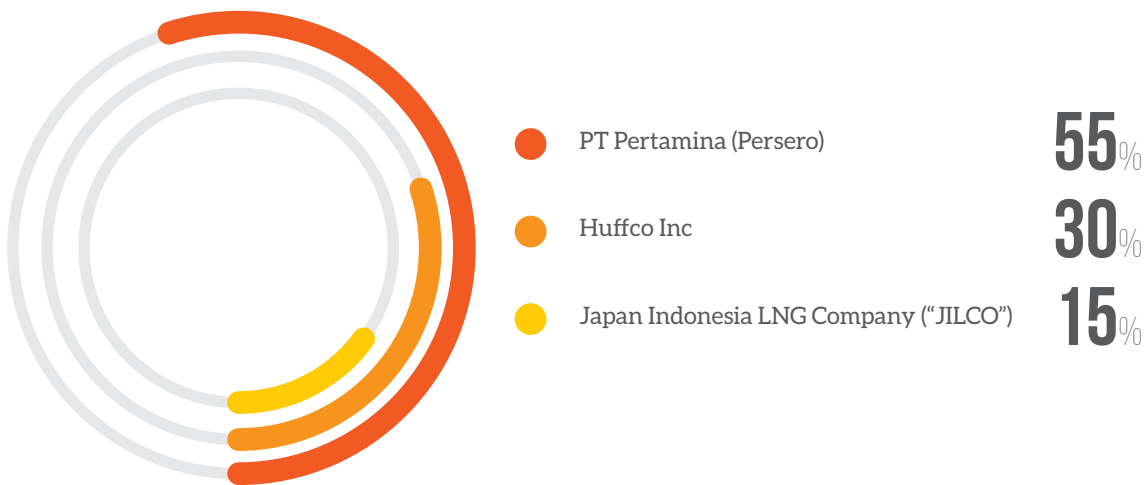 PT Pertamina (Persero) 55%
Huffco Inc 30%
Japan Indonesia LNG Company (“JILCO”) 15%